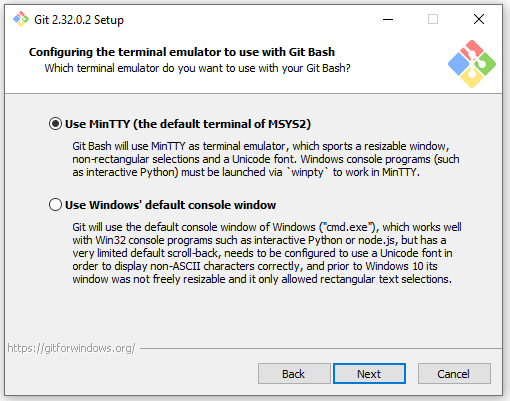 Git 2.32.0.2 Setup
Configuring the terminal emulator to use with Git Bash
Which terminal emulator do you want to use with your Git Bash?
Use MinTTY (the default terminal of MSYS2)
Git Bash will use MinTTY as terminal emulator, which sports a resizable window,
non-rectangular selections and a Unicode font. Windows console programs (such
as interactive Python) must be launched via `winpty` to work in MinTTY.
Use Windows' default console window
Git will use the default console window of Windows ("cmd.exe"), which works well
with Win32 console programs such as interactive Python or node.js, but has a
very limited default scroll-back, needs to be configured to use a Unicode font in
order to display non-ASCII characters correctly, and prior to Windows 10 its
window was not freely resizable and it only allowed rectangular text selections.
https://gitforwindows.org/
Back
Next
Cancel